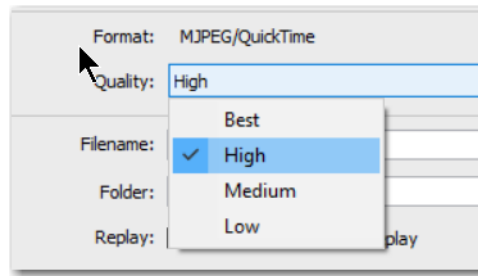 Format: MJPEG/QuickTime
Quality: High
Best
Filename:
High
Folder: Medium
Low
Replay: play